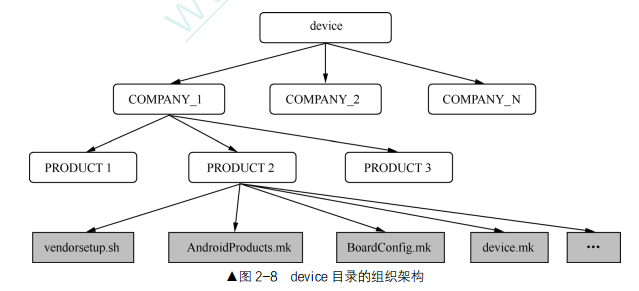 device
COMPANY_1 COMPANY_2 COMPANY_N
PRODUCT 1 PRODUCT 2 PRODUCT 3
vendorsetup.sh AndroidProducts.mk BoardConfig.mk device.mk ...
▲图 2-8 device 目录的组织架构